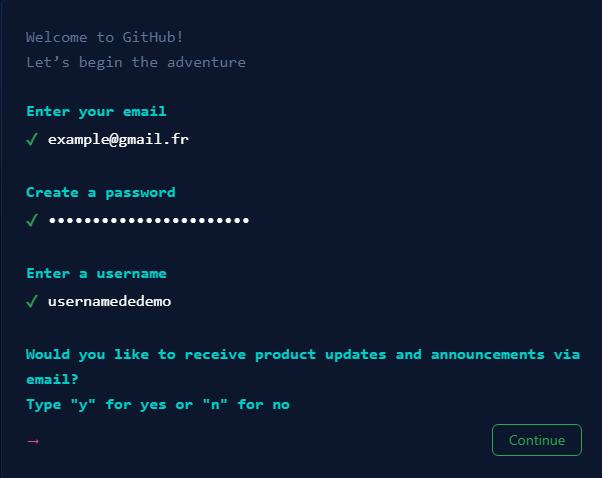 Welcome to GitHub!
Let’s begin the adventure
Enter your email
✓ example@gmail.fr
Create a password
✓ •••••••••••••••••••••••
Enter a username
✓ usernamededemo
Would you like to receive product updates and announcements via
email?
Type "y" for yes or "n" for no
→ Continue